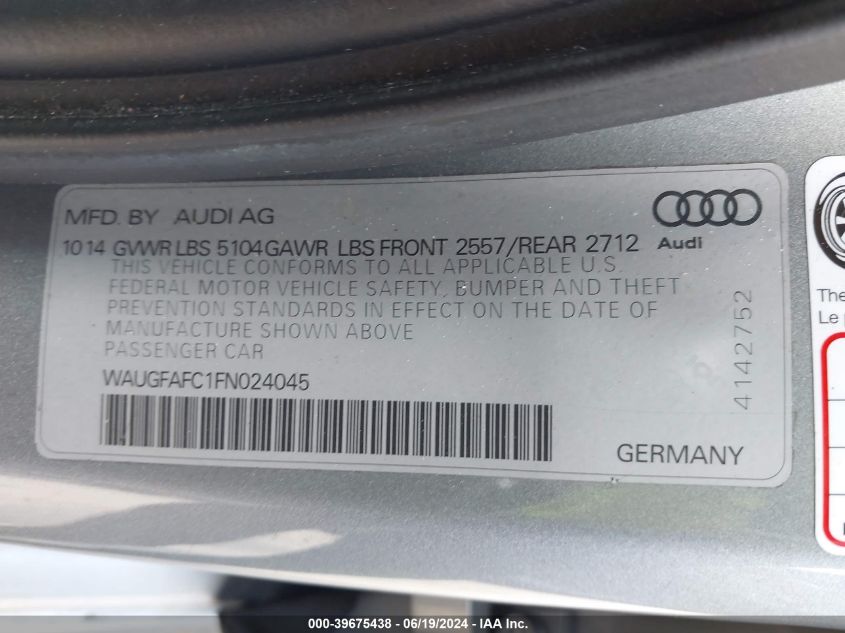 MFD. BY AUDI AG
Audi
10 14 GVWR LBS 5104 GAWR LBS FRONT 2557/REAR 2712
THIS VEHICLE CONFORMS TO ALL APPLICABLE U.S.
FEDERAL MOTOR VEHICLE SAFETY, BUMPER AND THEFT
PREVENTION STANDARDS IN EFFECT ON THE DATE OF
MANUFACTURE SHOWN ABOVE
PASSENGER CAR
WAUGFAFC1FN024045
GERMANY
4142752
The
Le
000-39675438 - 06/19/2024 - IAA Inc.